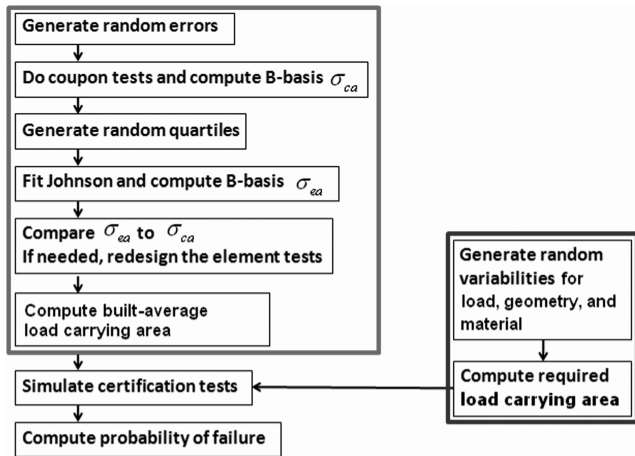 Generate random errors
Do coupon tests and compute B-basis σca
Generate random quartiles
Fit Johnson and compute B-basis σea
Compare σea to σca
If needed, redesign the element tests
Compute built-average
load carrying area
Simulate certification tests
Compute probability of failure
Generate random
variabilities for
load, geometry, and
material
Compute required
load carrying area